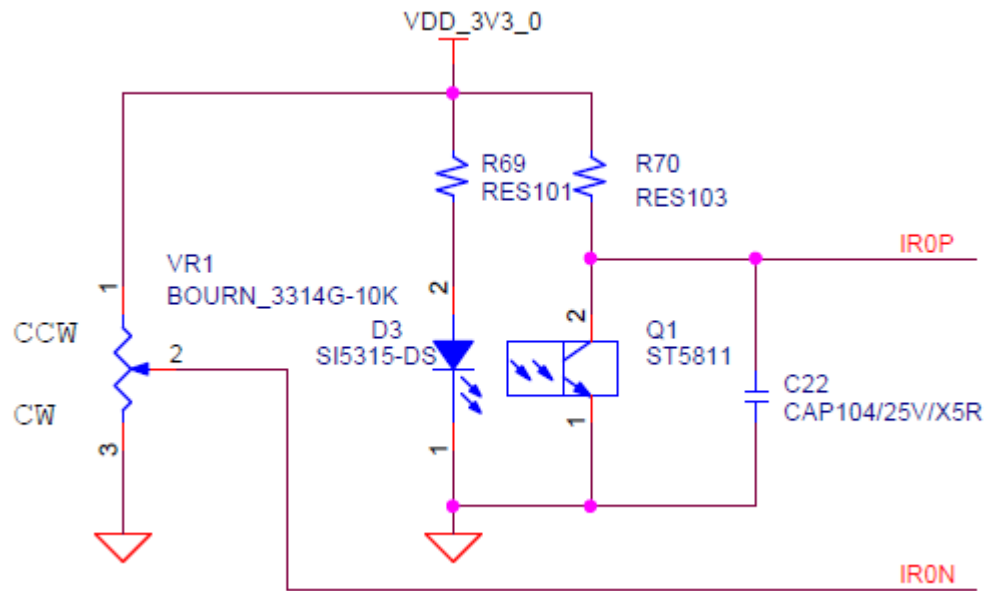 VDD_3V3_0
R69
RES101
R70
RES103
IR0P
VR1
BOURN_3314G-10K
1
CCW
2
CW
3
2
D3
SI5315-DS
1
2
Q1
ST5811
1
C22
CAP104/25V/X5R
IR0N